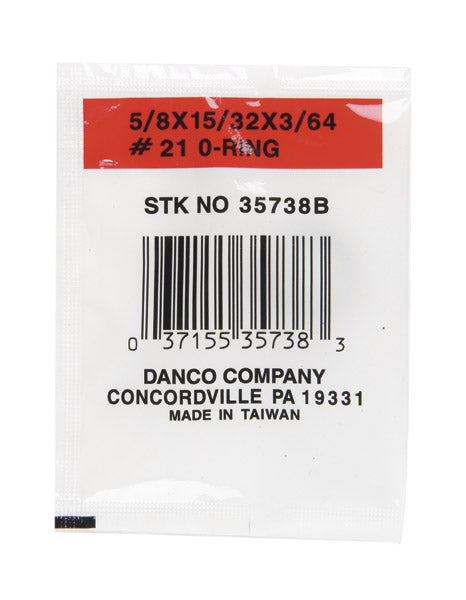 5/8X15/32X3/64
# 21 O-RING
STK NO 35738B
0 37155 35738 3
DANCO COMPANY
CONCORDVILLE PA 19331
MADE IN TAIWAN